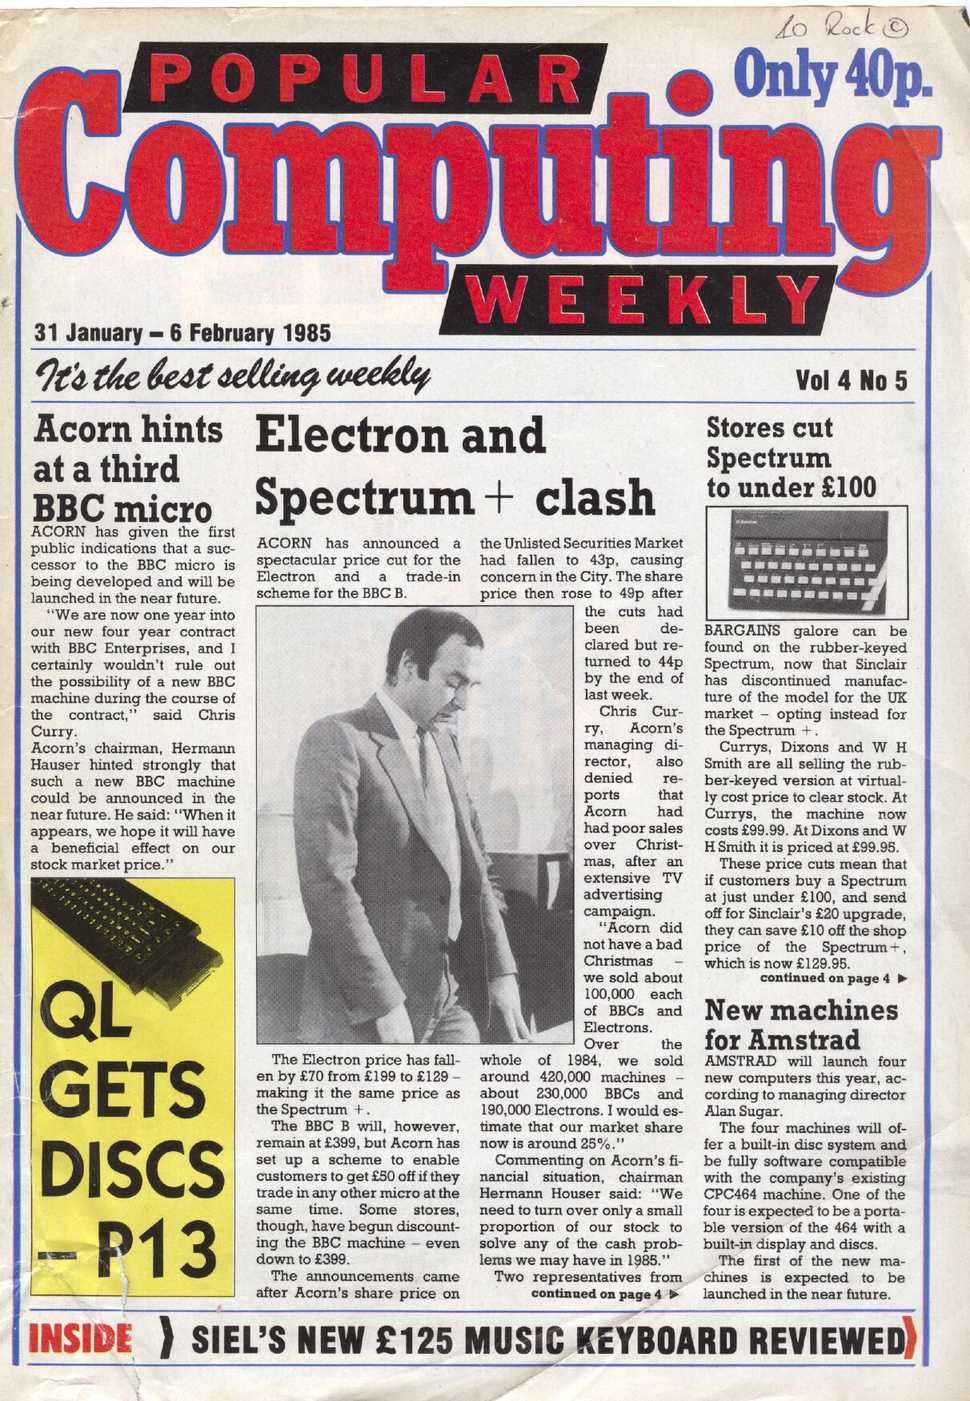 10 Rock ©
POPULAR
Only 40p.
Computing
WEEKLY
31 January – 6 February 1985
It's the best selling weekly
Vol 4 No 5
Acorn hints
at a third
BBC micro
ACORN has given the first
public indications that a suc-
cessor to the BBC micro is
being developed and will be
launched in the near future.
"We are now one year into
our new four year contract
with BBC Enterprises, and I
certainly wouldn't rule out
the possibility of a new BBC
machine during the course of
the contract," said Chris
Curry.
Acorn's chairman, Hermann
Hauser hinted strongly that
such a new BBC machine
could be announced in the
near future. He said: "When it
appears, we hope it will have
a beneficial effect on our
stock market price."
QL
GETS
DISCS
– P13
Electron and
Spectrum + clash
ACORN has announced a
spectacular price cut for the
Electron and a trade-in
scheme for the BBC B.
The Electron price has fall-
en by £70 from £199 to £129 –
making it the same price as
the Spectrum +.
The BBC B will, however,
remain at £399, but Acorn has
set up a scheme to enable
customers to get £50 off if they
trade in any other micro at the
same time. Some stores,
though, have begun discount-
ing the BBC machine – even
down to £399.
The announcements came
after Acorn's share price on
the Unlisted Securities Market
had fallen to 43p, causing
concern in the City. The share
price then rose to 49p after
the cuts had
been de-
clared but re-
turned to 44p
by the end of
last week.
Chris Cur-
ry, Acorn's
managing di-
rector, also
denied re-
ports that
Acorn had
had poor sales
over Christ-
mas, after an
extensive TV
advertising
campaign.
"Acorn did
not have a bad
Christmas –
we sold about
100,000 each
of BBCs and
Electrons.
Over the
whole of 1984, we sold
around 420,000 machines –
about 230,000 BBCs and
190,000 Electrons. I would es-
timate that our market share
now is around 25%."
Commenting on Acorn's fi-
nancial situation, chairman
Hermann Houser said: "We
need to turn over only a small
proportion of our stock to
solve any of the cash prob-
lems we may have in 1985."
Two representatives from
continued on page 4 ▶
Stores cut
Spectrum
to under £100
BARGAINS galore can be
found on the rubber-keyed
Spectrum, now that Sinclair
has discontinued manufac-
ture of the model for the UK
market – opting instead for
the Spectrum +.
Currys, Dixons and W H
Smith are all selling the rub-
ber-keyed version at virtual-
ly cost price to clear stock. At
Currys, the machine now
costs £99.99. At Dixons and W
H Smith it is priced at £99.95.
These price cuts mean that
if customers buy a Spectrum
at just under £100, and send
off for Sinclair's £20 upgrade,
they can save £10 off the shop
price of the Spectrum+,
which is now £129.95.
continued on page 4 ▶
New machines
for Amstrad
AMSTRAD will launch four
new computers this year, ac-
cording to managing director
Alan Sugar.
The four machines will of-
fer a built-in disc system and
be fully software compatible
with the company's existing
CPC464 machine. One of the
four is expected to be a porta-
ble version of the 464 with a
built-in display and discs.
The first of the new ma-
chines is expected to be
launched in the near future.
INSIDE ⟩ SIEL'S NEW £125 MUSIC KEYBOARD REVIEWED⟩